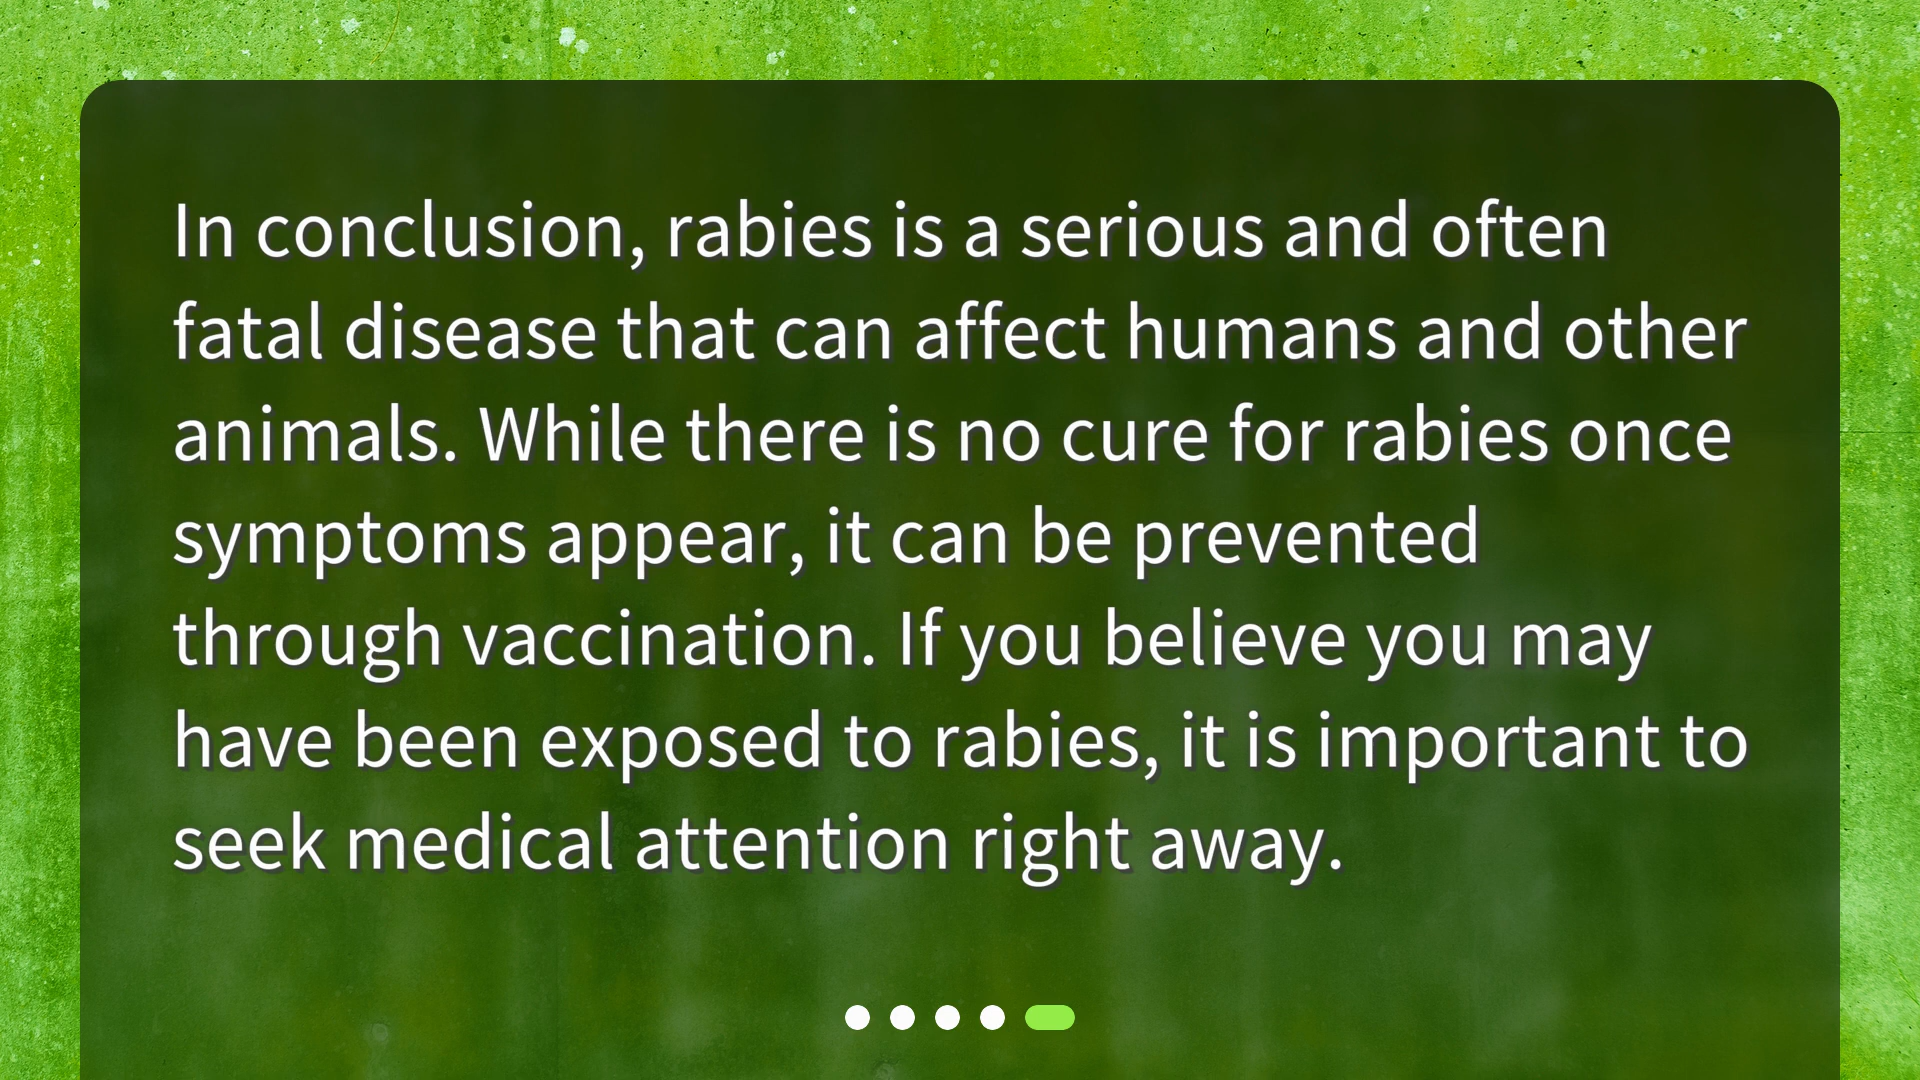 In conclusion, rabies is a serious and often
fatal disease that can affect humans and other
animals. While there is no cure for rabies once
symptoms appear, it can be prevented
through vaccination. If you believe you may
have been exposed to rabies, it is important to
seek medical attention right away.